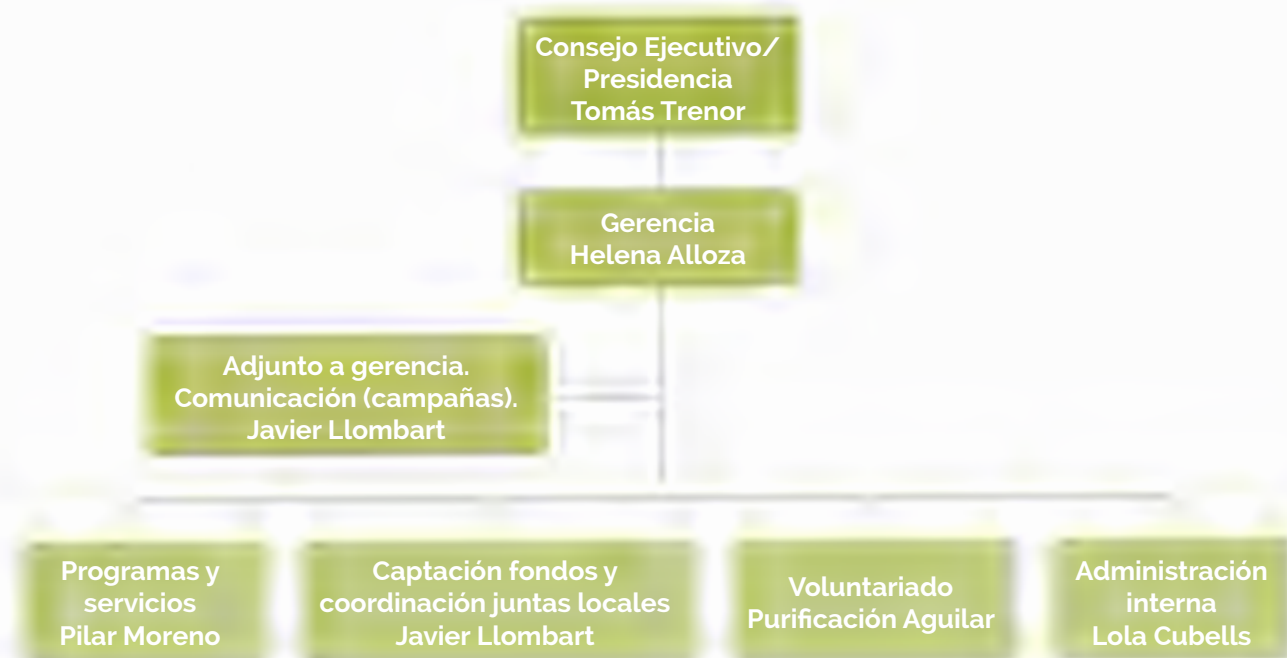 Consejo Ejecutivo/
Presidencia
Tomás Trenor
Gerencia
Helena Alloza
Adjunto a gerencia.
Comunicación (campañas).
Javier Llombart
Programas y
servicios
Pilar Moreno
Captación fondos y
coordinación juntas locales
Javier Llombart
Voluntariado
Purificación Aguilar
Administración
interna
Lola Cubells